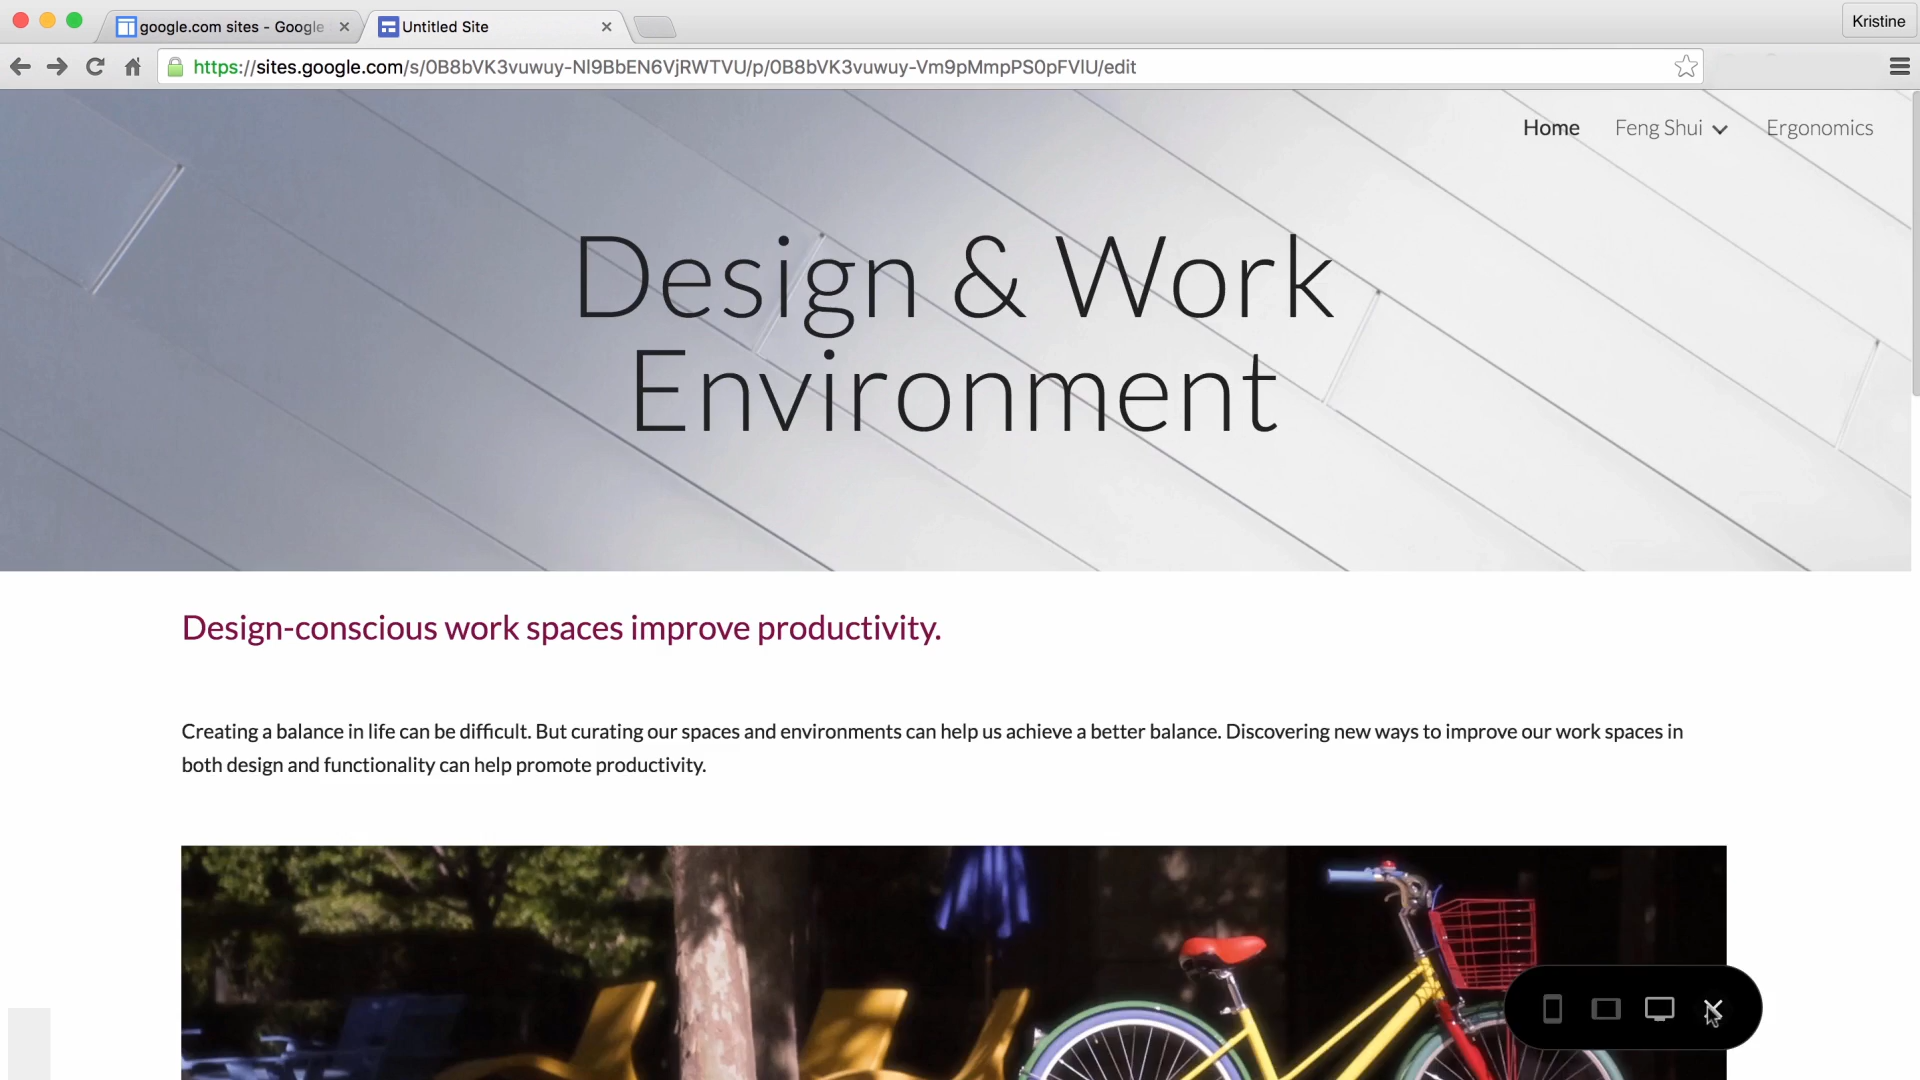 google.com sites - Google
Untitled Site
Kristine
https://sites.google.com/s/0B8bVK3vuwuy-Nl9BbEN6VjRWTVU/p/0B8bVK3vuwuy-Vm9pMmpPS0pFVlU/edit
Home
Feng Shui
Ergonomics
Design & Work
Environment
Design-conscious work spaces improve productivity.
Creating a balance in life can be difficult. But curating our spaces and environments can help us achieve a better balance. Discovering new ways to improve our work spaces in
both design and functionality can help promote productivity.